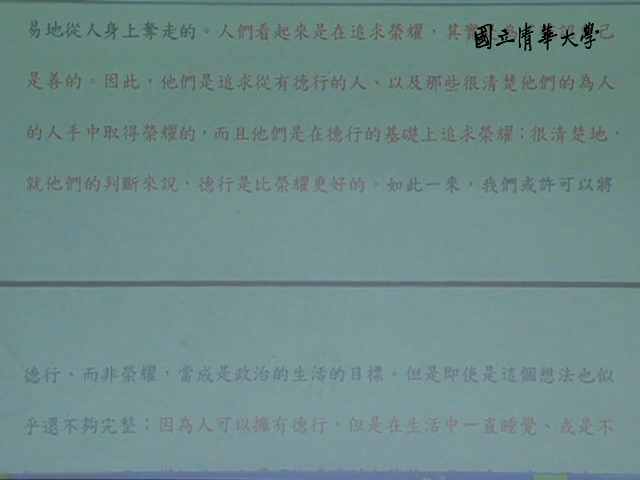 易地從人身上奪走的。人們看起來是在追求榮耀，其實
國立清華大學
是善的。因此，他們是追求從有德行的人、以及那些很清楚他們的為人
的人手中取得榮耀的，而且他們是在德行的基礎上追求榮耀；很清楚地，
就他們的判斷來說，德行是比榮耀更好的。如此一來，我們或許可以將
德行、而非榮耀，當成是政治的生活的目標。但是即使是這個想法也似
乎還不夠完整；因為人可以擁有德行、但是在生活中一直睡覺、或是不